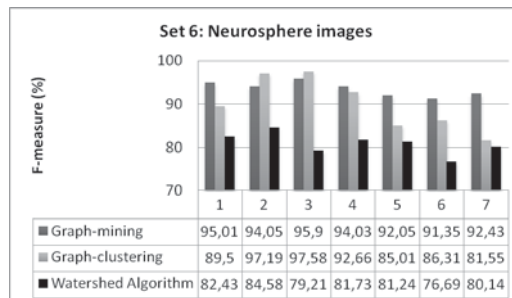 Set 6: Neurosphere images
F-measure (%)
100
90
80
70
1 2 3 4 5 6 7
Graph-mining 95,01 94,05 95,9 94,03 92,05 91,35 92,43
Graph-clustering 89,5 97,19 97,58 92,66 85,01 86,31 81,55
Watershed Algorithm 82,43 84,58 79,21 81,73 81,24 76,69 80,14